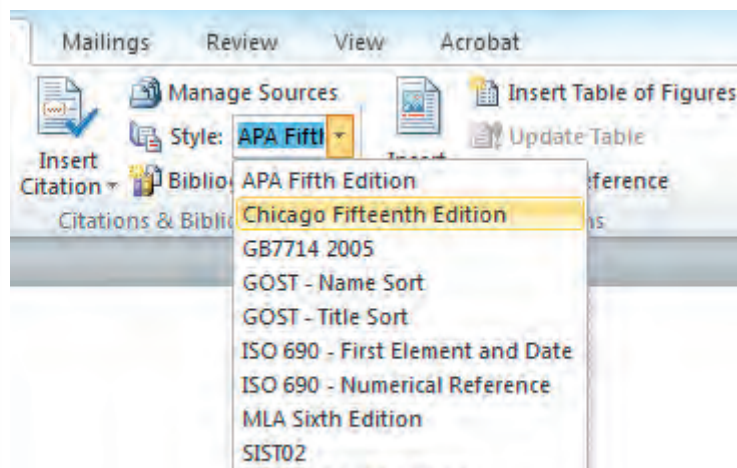 Mailings Review View Acrobat
Manage Sources
Insert Table of Figures
Style: APA Fifth
Update Table
Insert Citation
APA Fifth Edition
Chicago Fifteenth Edition
GB7714 2005
GOST - Name Sort
GOST - Title Sort
ISO 690 - First Element and Date
ISO 690 - Numerical Reference
MLA Sixth Edition
SIST02
Citations &